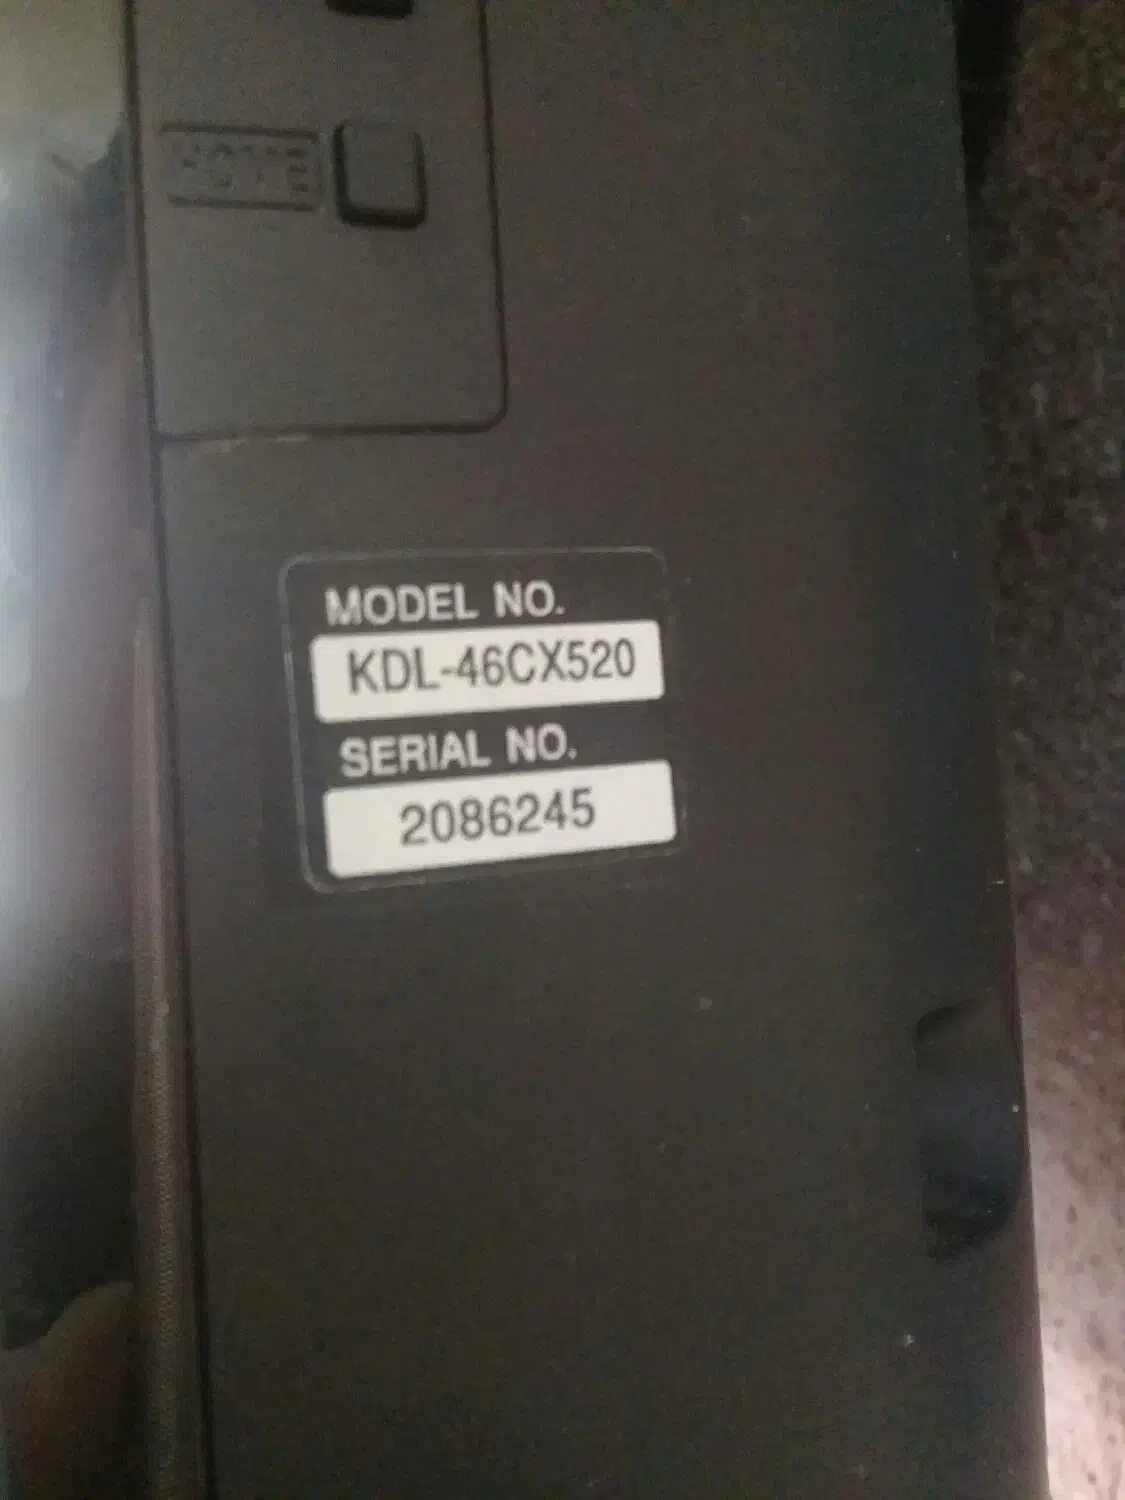 HOME
MODEL NO.
KDL-46CX520
SERIAL NO.
2086245